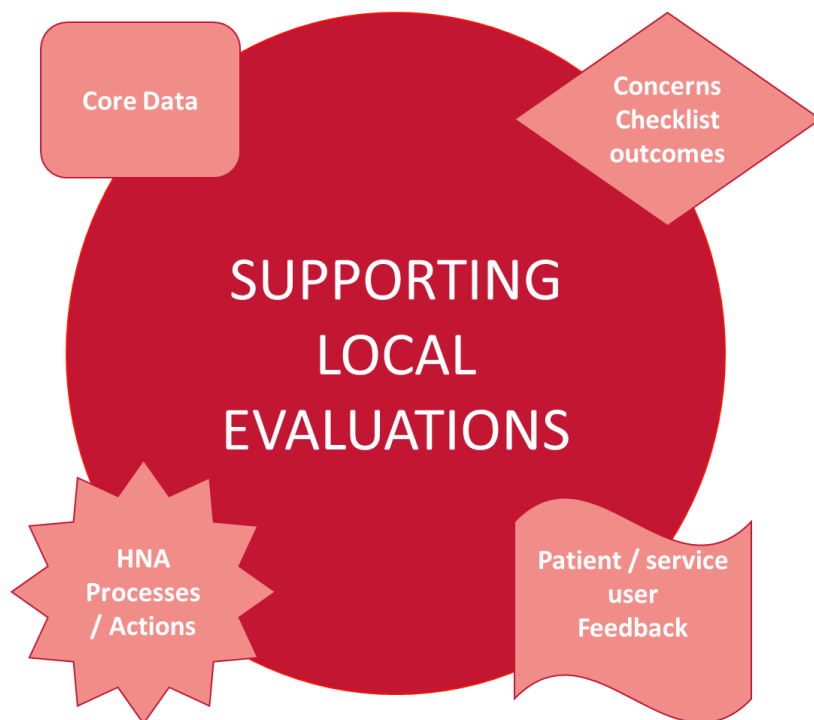 Core Data
Concerns
Checklist
outcomes
SUPPORTING
LOCAL
EVALUATIONS
HNA
Processes
/ Actions
Patient / service
user
Feedback